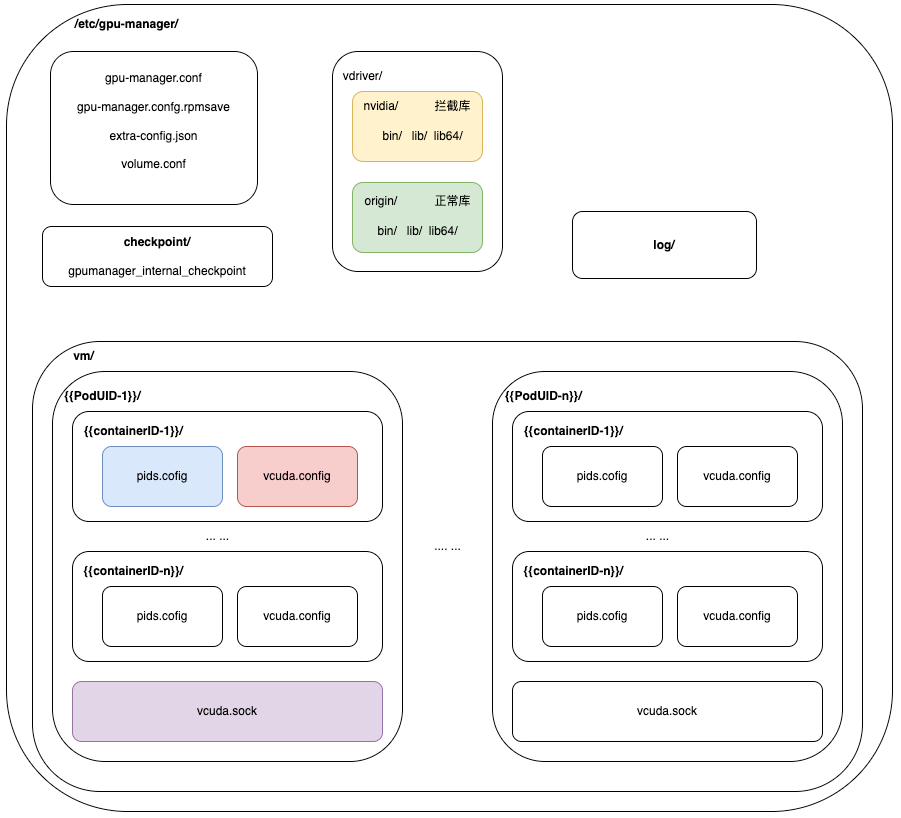 /etc/gpu-manager/
gpu-manager.conf
gpu-manager.confg.rpmsave
extra-config.json
volume.conf
checkpoint/
gpumanager_internal_checkpoint
vdriver/
nvidia/ 拦截库
bin/ lib/ lib64/
origin/ 正常库
bin/ lib/ lib64/
log/
vm/
{{PodUID-1}}/
{{containerID-1}}/
pids.cofig vcuda.config
... ...
{{containerID-n}}/
pids.cofig vcuda.config
vcuda.sock
.... ...
{{PodUID-n}}/
{{containerID-1}}/
pids.cofig vcuda.config
... ...
{{containerID-n}}/
pids.cofig vcuda.config
vcuda.sock